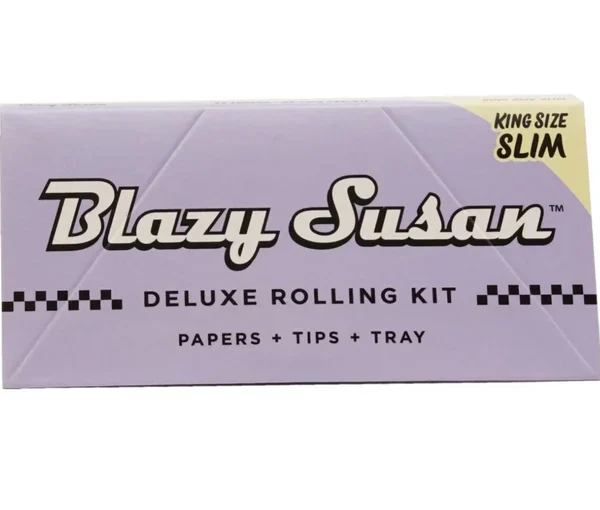 KING SIZE
SLIM
Blazy Susan™
DELUXE ROLLING KIT
PAPERS + TIPS + TRAY